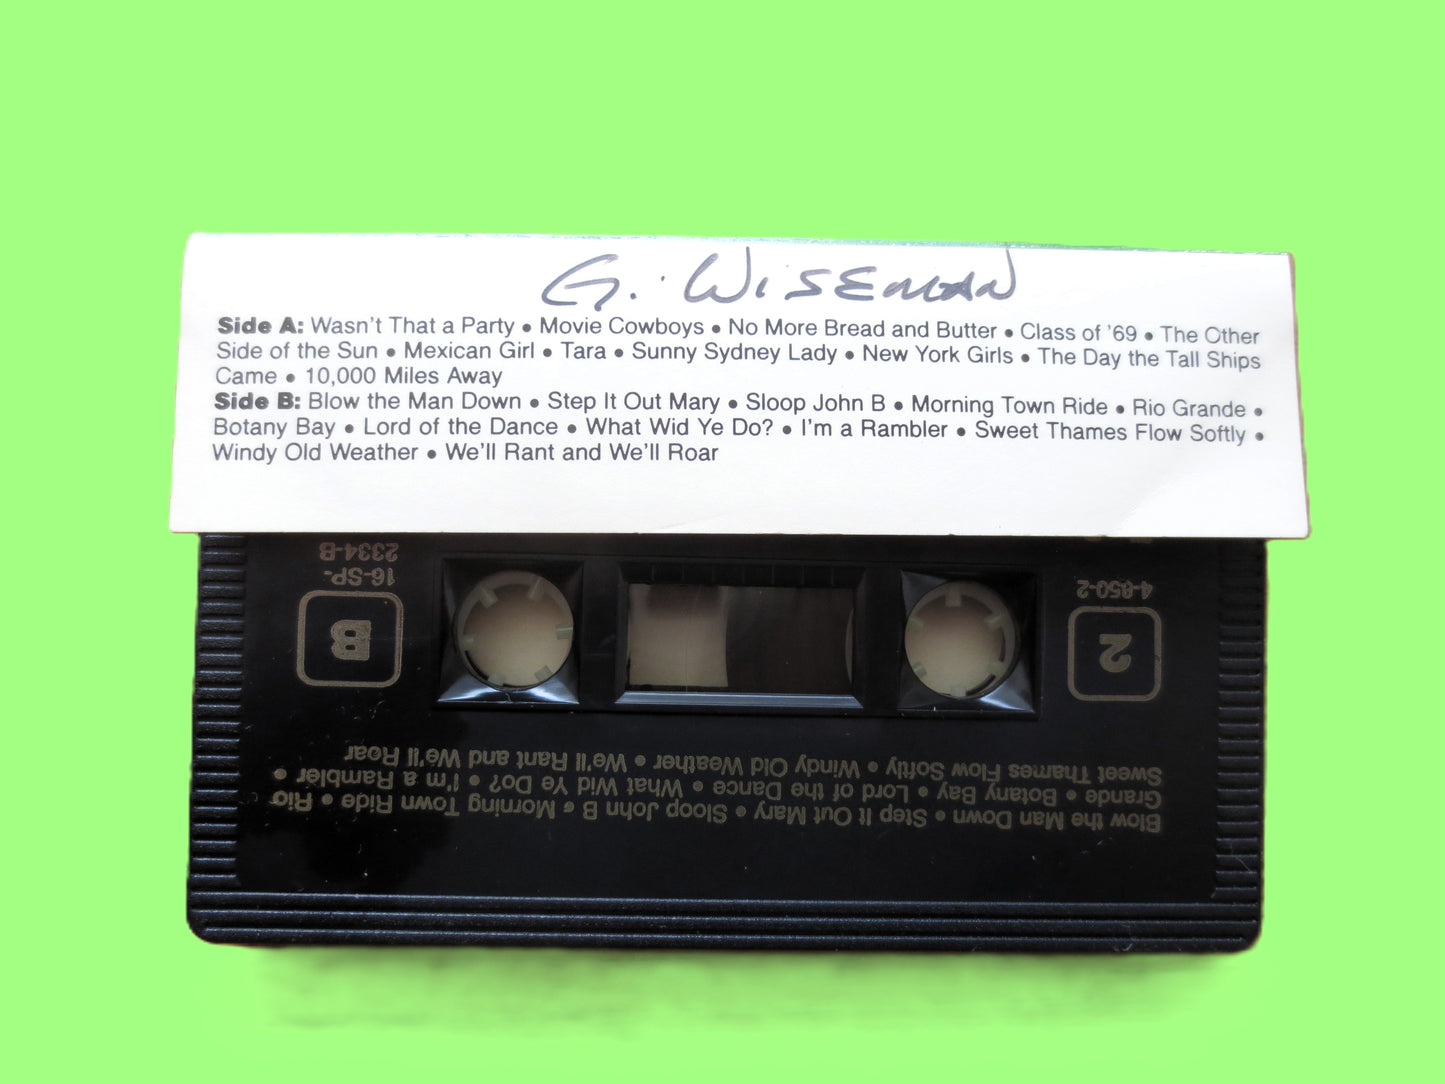 G. WISEMAN
Side A: Wasn't That a Party • Movie Cowboys • No More Bread and Butter • Class of '69 • The Other
Side of the Sun • Mexican Girl • Tara • Sunny Sydney Lady • New York Girls • The Day the Tall Ships
Came • 10,000 Miles Away
Side B: Blow the Man Down • Step It Out Mary • Sloop John B • Morning Town Ride • Rio Grande •
Botany Bay • Lord of the Dance • What Wid Ye Do? • I'm a Rambler • Sweet Thames Flow Softly •
Windy Old Weather • We'll Rant and We'll Roar
Blow the Man Down • Step It Out Mary • Sloop John B • Morning Town Ride • Rio
Grande • Botany Bay • Lord of the Dance • What Wid Ye Do? • I'm a Rambler •
Sweet Thames Flow Softly • Windy Old Weather • We'll Rant and We'll Roar
2
B
4-050-2
16-SP-
2334-B